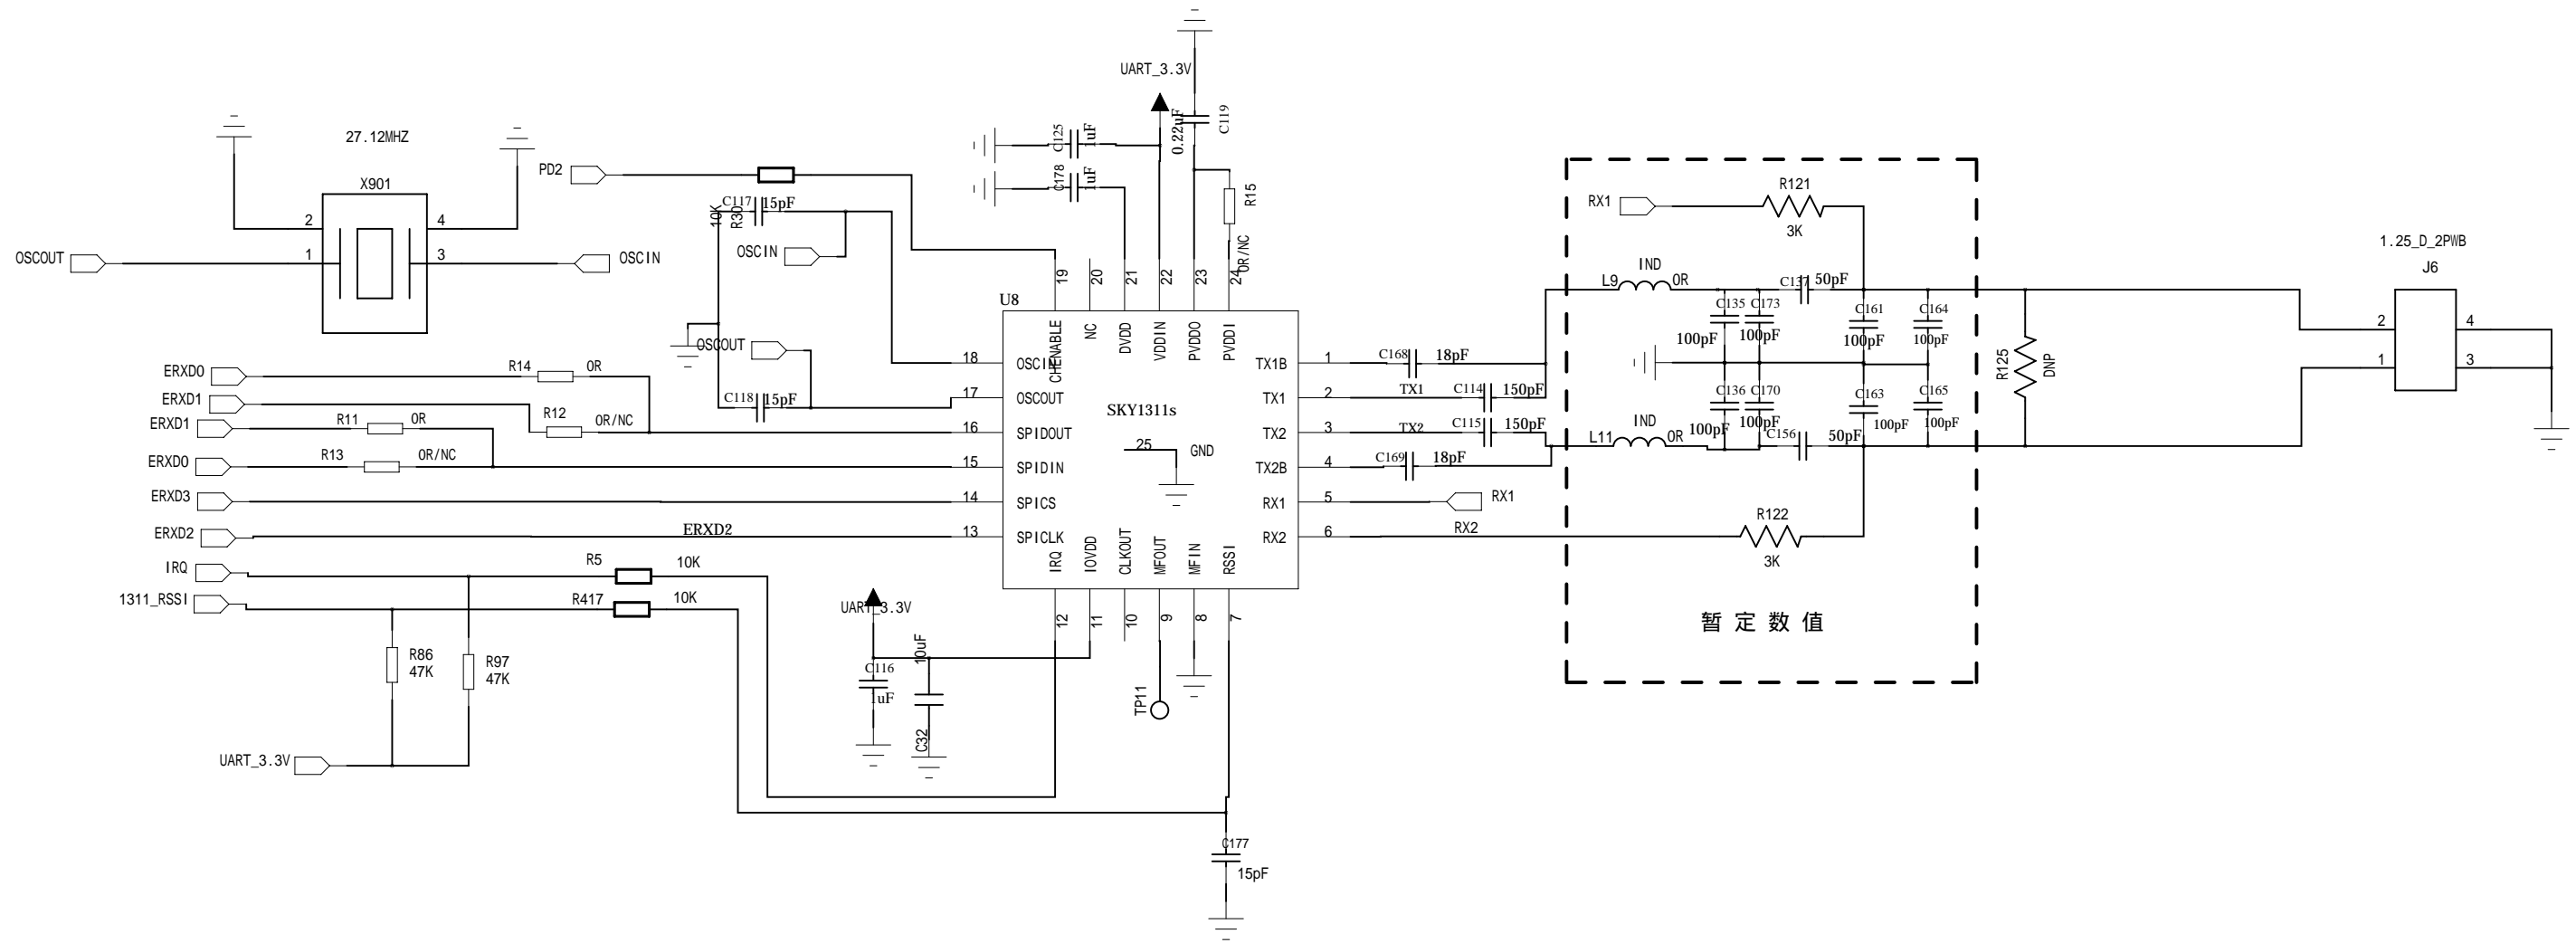 UART_3.3V
C119
0.22uF
27.12MHZ
X901
2
4
1
3
OSCOUT
OSCIN
PD2
10K
R30
C125
1uF
C178
1uF
R15
0R/NC
C117
15pF
OSCIN
OSCOUT
C118
15pF
19
20
21
22
23
24
U8
CHENABLE
NC
DVDD
VDDIN
PVDDO
PVDDI
18
OSCIN
17
OSCOUT
16
SPIDOUT
15
SPIDIN
14
SPICS
13
SPICLK
SKY1311s
25
GND
TX1B
1
TX1
2
TX2
3
TX2B
4
RX1
5
RX2
6
IRQ
IOVDD
CLKOUT
MFOUT
MFIN
RSSI
12
11
10
9
8
7
ERXD0
R14
0R
ERXD1
R12
0R/NC
ERXD1
R11
0R
ERXD0
R13
0R/NC
ERXD3
ERXD2
ERXD2
IRQ
R5
10K
1311_RSSI
R417
10K
R86
47K
R97
47K
UART_3.3V
UART_3.3V
C116
1uF
10uF
C32
TP11
C177
15pF
C168
18pF
TX1
C114
150pF
TX2
C115
150pF
C169
18pF
RX1
RX2
RX1
R121
3K
L9
IND
0R
C137
50pF
C135
100pF
C173
100pF
C161
100pF
C164
100pF
C136
100pF
C170
100pF
C163
100pF
C165
100pF
L11
IND
0R
C156
50pF
R122
3K
暂定数值
R125
DNP
1.25_D_2PWB
J6
2
4
1
3